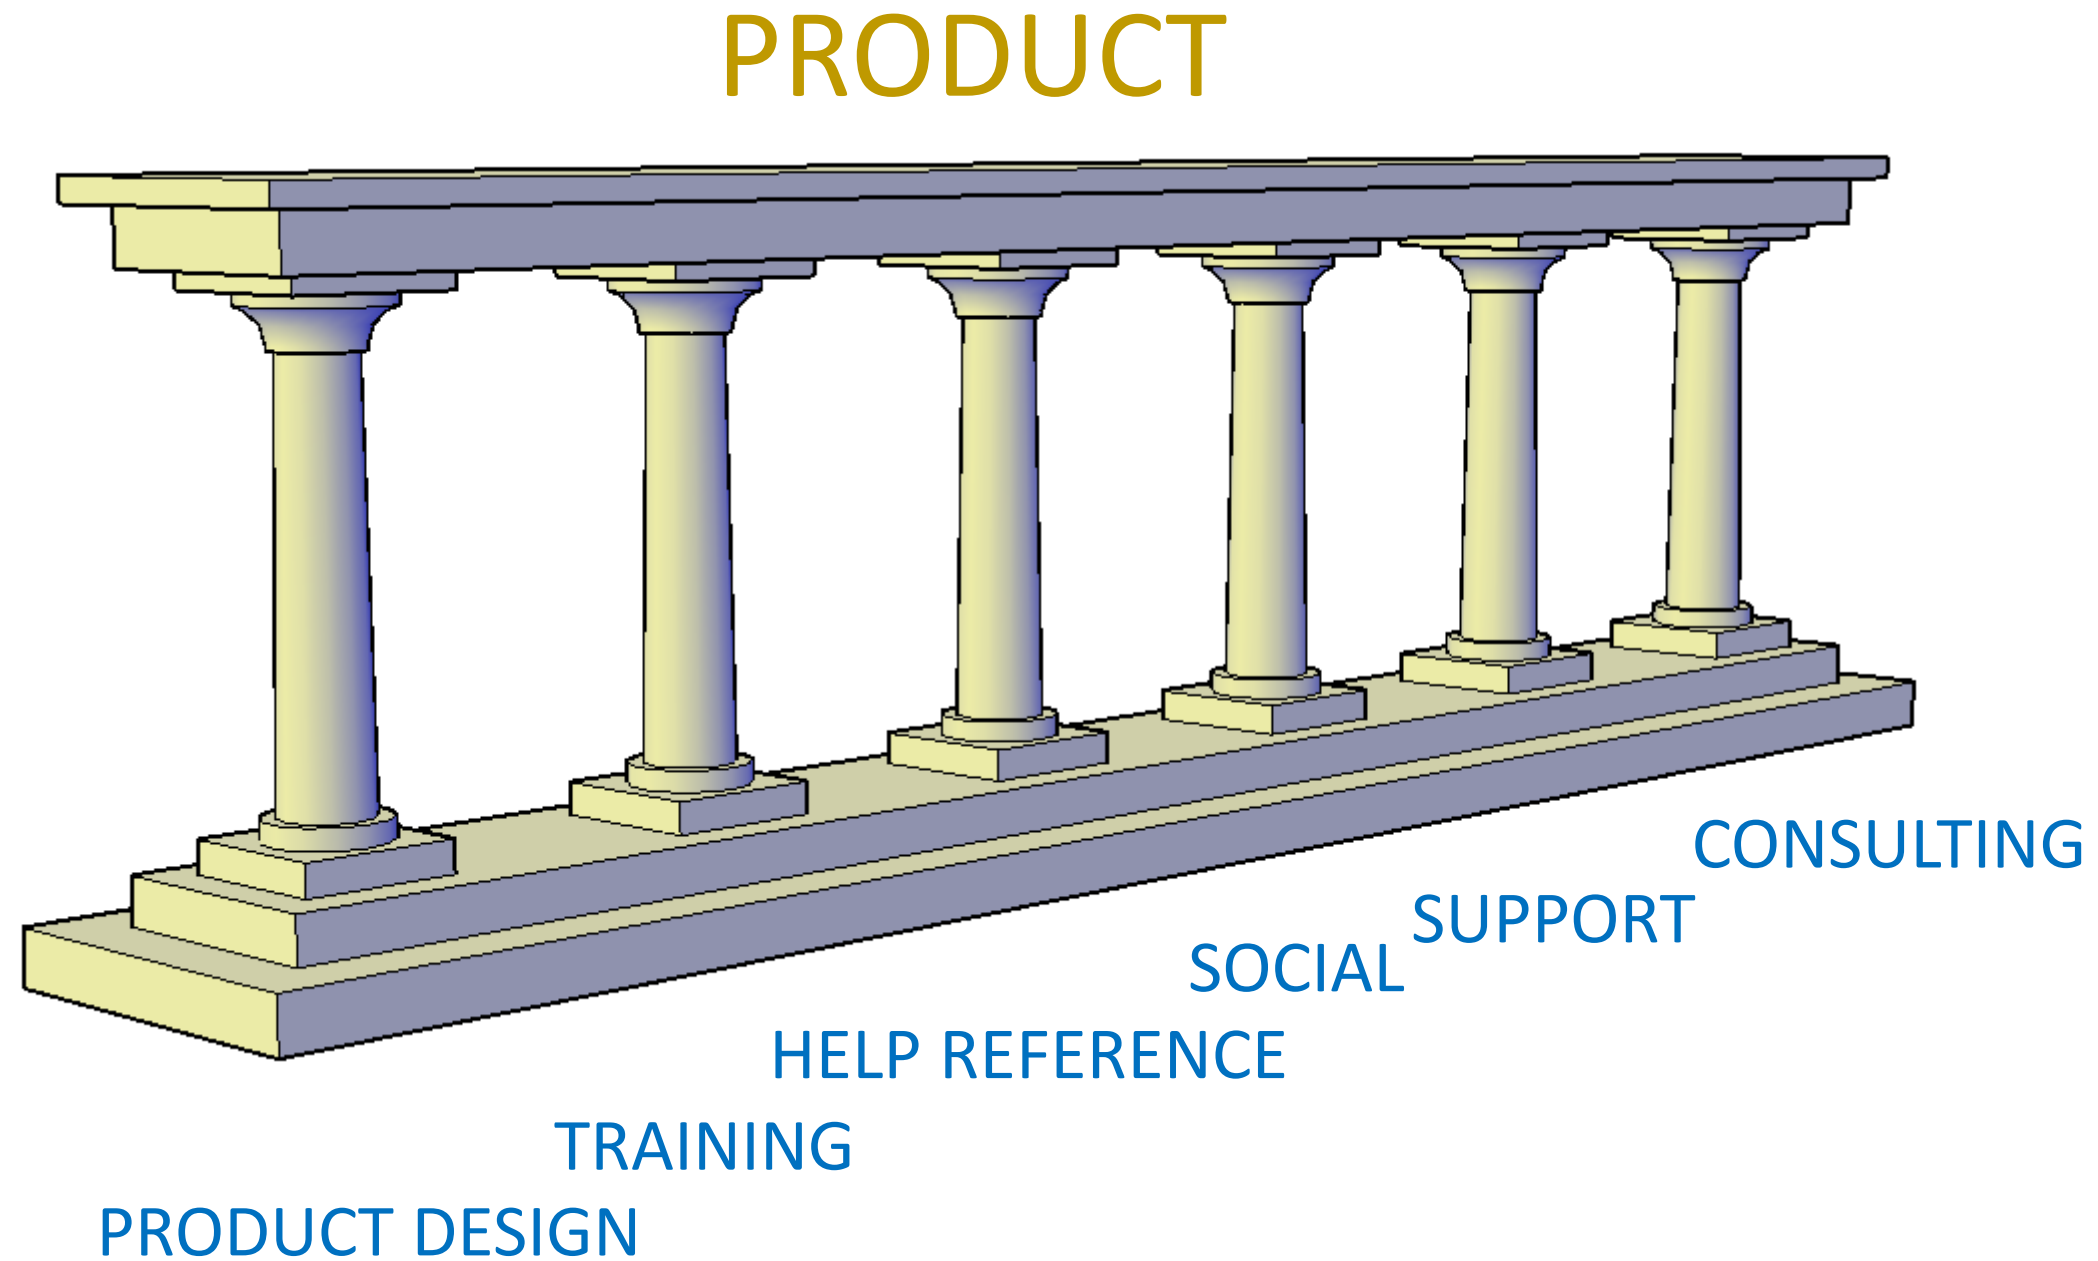 PRODUCT
CONSULTING
SUPPORT
SOCIAL
HELP REFERENCE
TRAINING
PRODUCT DESIGN